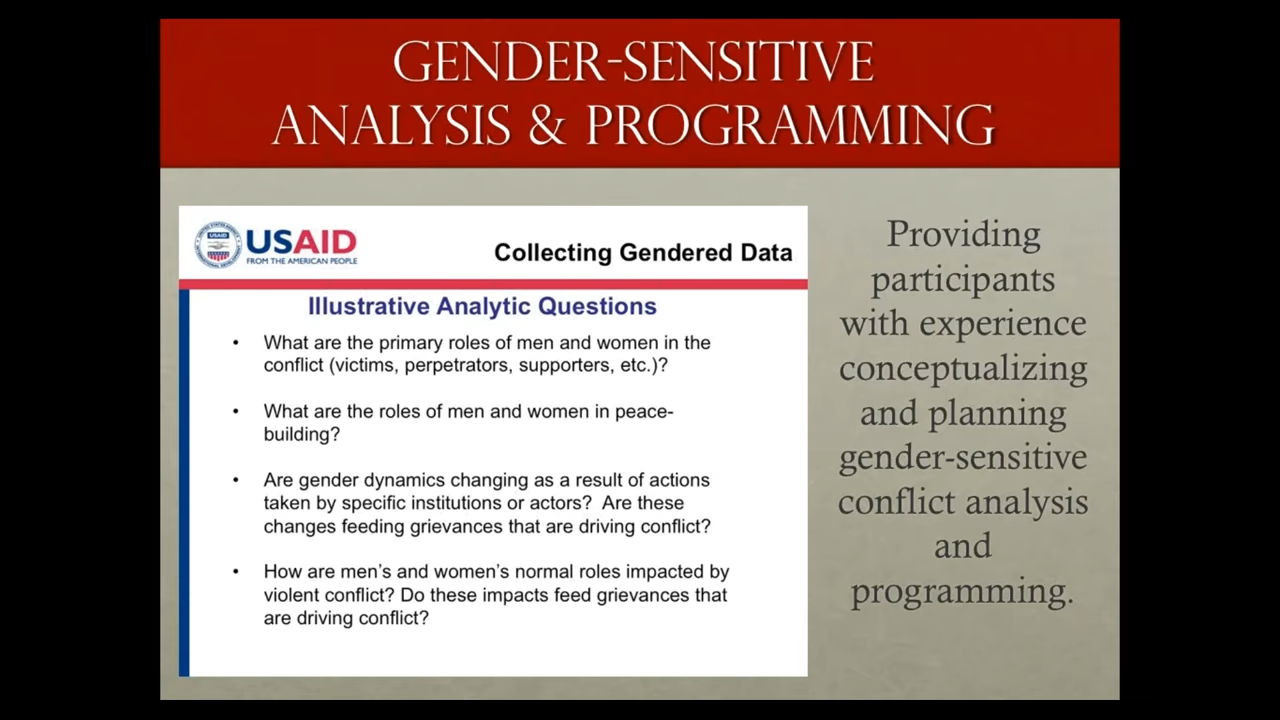 GENDER-SENSITIVE
ANALYSIS & PROGRAMMING
USAID
FROM THE AMERICAN PEOPLE
Collecting Gendered Data
Illustrative Analytic Questions
• What are the primary roles of men and women in the
conflict (victims, perpetrators, supporters, etc.)?
• What are the roles of men and women in peace-
building?
• Are gender dynamics changing as a result of actions
taken by specific institutions or actors? Are these
changes feeding grievances that are driving conflict?
• How are men's and women's normal roles impacted by
violent conflict? Do these impacts feed grievances that
are driving conflict?
Providing
participants
with experience
conceptualizing
and planning
gender-sensitive
conflict analysis
and
programming.